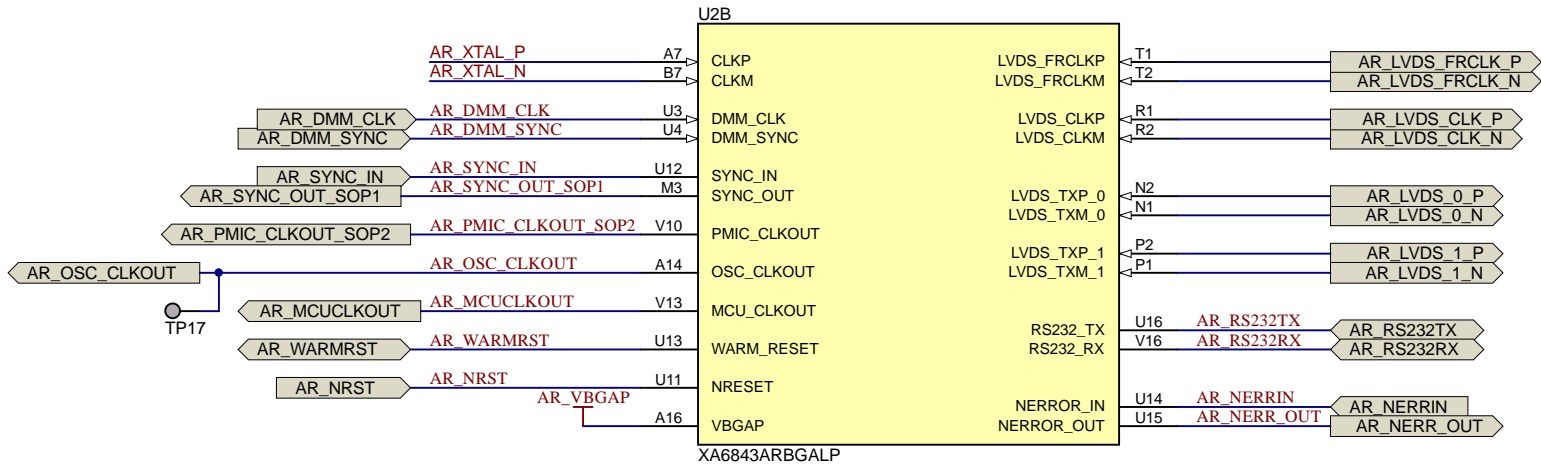 U2B
AR_XTAL_P A7 CLKP LVDS_FRCLKP T1 AR_LVDS_FRCLK_P
AR_XTAL_N B7 CLKM LVDS_FRCLKM T2 AR_LVDS_FRCLK_N
AR_DMM_CLK AR_DMM_CLK U3 DMM_CLK LVDS_CLKP R1 AR_LVDS_CLK_P
AR_DMM_SYNC AR_DMM_SYNC U4 DMM_SYNC LVDS_CLKM R2 AR_LVDS_CLK_N
AR_SYNC_IN AR_SYNC_IN U12 SYNC_IN
AR_SYNC_OUT_SOP1 AR_SYNC_OUT_SOP1 M3 SYNC_OUT LVDS_TXP_0 N2 AR_LVDS_0_P
LVDS_TXM_0 N1 AR_LVDS_0_N
AR_PMIC_CLKOUT_SOP2 AR_PMIC_CLKOUT_SOP2 V10 PMIC_CLKOUT
LVDS_TXP_1 P2 AR_LVDS_1_P
AR_OSC_CLKOUT AR_OSC_CLKOUT A14 OSC_CLKOUT LVDS_TXM_1 P1 AR_LVDS_1_N
AR_MCUCLKOUT AR_MCUCLKOUT V13 MCU_CLKOUT
TP17
RS232_TX U16 AR_RS232TX AR_RS232TX
AR_WARMRST AR_WARMRST U13 WARM_RESET RS232_RX V16 AR_RS232RX AR_RS232RX
AR_NRST AR_NRST U11 NRESET
AR_VBGAP
NERROR_IN U14 AR_NERRIN AR_NERRIN
A16 VBGAP NERROR_OUT U15 AR_NERR_OUT AR_NERR_OUT
XA6843ARBGALP